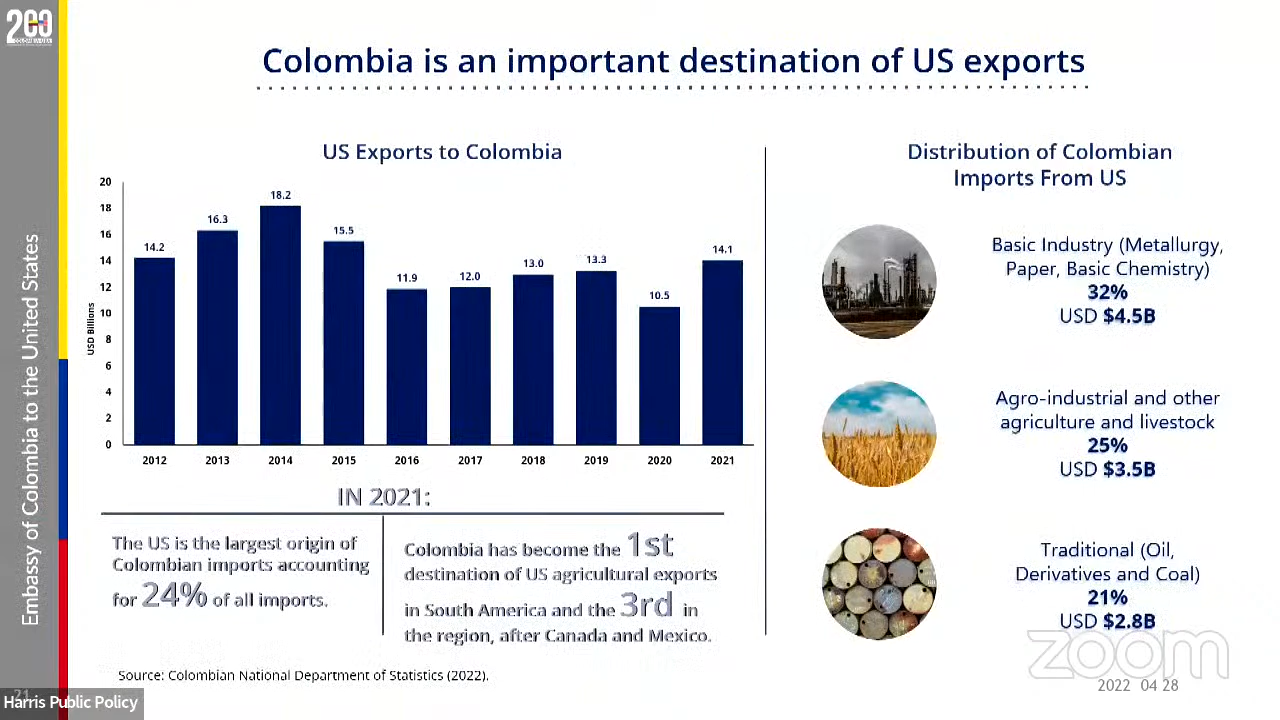 200
Embassy of Colombia to the United States
Colombia is an important destination of US exports
US Exports to Colombia
USD Billions
20
18
16
14
12
10
8
6
4
2
0
14.2
16.3
18.2
15.5
11.9
12.0
13.0
13.3
10.5
14.1
2012
2013
2014
2015
2016
2017
2018
2019
2020
2021
IN 2021:
The US is the largest origin of
Colombian imports accounting
for 24% of all imports.
Colombia has become the 1st
destination of US agricultural exports
in South America and the 3rd in
the region, after Canada and Mexico.
Distribution of Colombian
Imports From US
Basic Industry (Metallurgy,
Paper, Basic Chemistry)
32%
USD $4.5B
Agro-industrial and other
agriculture and livestock
25%
USD $3.5B
Traditional (Oil,
Derivatives and Coal)
21%
USD $2.8B
Source: Colombian National Department of Statistics (2022).
21
Harris Public Policy
zoom
2022 04 28